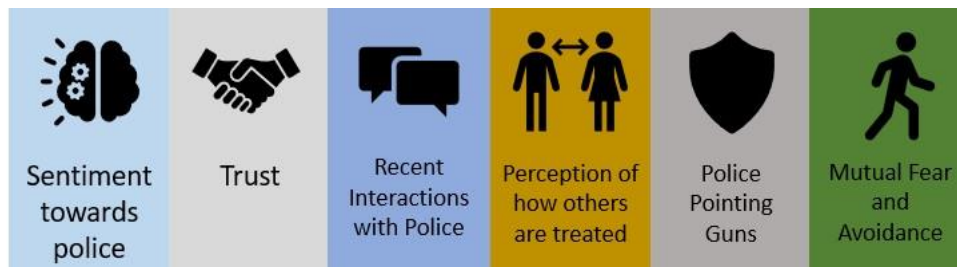 Sentiment
towards
police
Trust
Recent
Interactions
with Police
Perception of
how others
are treated
Police
Pointing
Guns
Mutual Fear
and
Avoidance